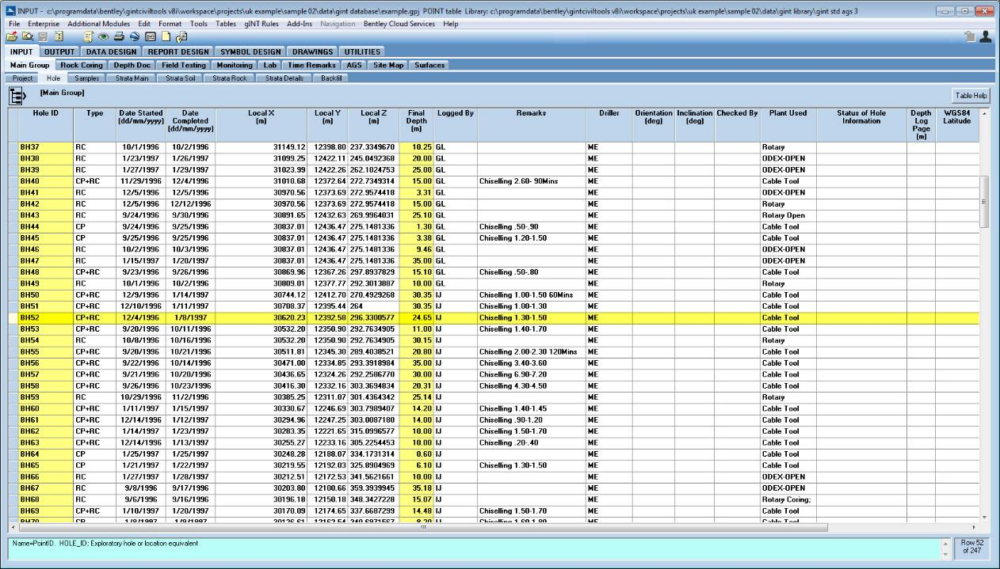 INPUT - c:\programdata\bentley\gintciviltools v8i\workspace\projects\uk example\sample 02\data\gint database\example.gpj POINT table Library: c:\programdata\bentley\gintciviltools v8i\workspace\projects\uk example\sample 02\data\gint library\gint std ags 3
File Enterprise Additional Modules Edit Format Tools Tables gINT Rules Add-Ins Navigation Bentley Cloud Services Help
INPUT OUTPUT DATA DESIGN REPORT DESIGN SYMBOL DESIGN DRAWINGS UTILITIES
Main Group Rock Coring Depth Doc Field Testing Monitoring Lab Time Remarks AGS Site Map Surfaces
Project Hole Samples Strata Main Strata Soil Strata Rock Strata Details Backfill
[Main Group] Table Help
Hole ID Type Date Started (dd/mm/yyyy) Date Completed (dd/mm/yyyy) Local X (m) Local Y (m) Local Z (m) Final Depth (m) Logged By Remarks Driller Orientation (deg) Inclination (deg) Checked By Plant Used Status of Hole Information Depth Log Page (m) WGS84 Latitude
BH37 RC 10/1/1996 10/2/1996 31149.12 12398.80 237.3349670 10.25 GL ME Rotary
BH38 RC 1/23/1997 1/26/1997 31099.25 12422.11 245.0492368 20.00 GL ME ODEX-OPEN
BH39 RC 1/27/1997 1/29/1997 31023.99 12422.26 262.1024753 25.00 GL ME ODEX-OPEN
BH40 CP+RC 11/29/1996 12/4/1996 31010.68 12372.64 272.7349314 15.00 GL Chiselling 2.60- 90Mins ME Cable Tool
BH41 RC 12/5/1996 12/5/1996 30970.56 12373.69 272.9574418 3.31 GL ME ODEX-OPEN
BH42 RC 12/5/1996 12/12/1996 30970.56 12373.69 272.9574418 15.00 GL ME Rotary
BH43 RC 9/24/1996 9/30/1996 30891.65 12432.63 269.9964031 25.10 GL ME Rotary Open
BH44 CP 9/24/1996 9/25/1996 30837.01 12436.47 275.1481336 1.30 GL Chiselling .50-.90 ME Cable Tool
BH45 CP 9/25/1996 9/25/1996 30837.01 12436.47 275.1481336 3.38 GL Chiselling 1.20-1.50 ME Cable Tool
BH46 RC 10/2/1996 10/3/1996 30837.01 12436.47 275.1481336 9.46 GL ME ODEX-OPEN
BH47 RC 1/15/1997 1/20/1997 30837.01 12436.47 275.1481336 35.00 GL ME ODEX-OPEN
BH48 CP+RC 9/23/1996 9/26/1996 30869.96 12367.26 297.8937829 15.10 GL Chiselling .50-.80 ME Cable Tool
BH49 RC 10/1/1996 10/2/1996 30809.01 12377.77 292.3013887 10.00 GL ME Rotary
BH50 CP+RC 12/9/1996 1/14/1997 30744.12 12412.70 270.4929268 30.35 IJ Chiselling 1.00-1.50 60Mins ME Cable Tool
BH51 CP+RC 12/10/1996 1/11/1997 30708.37 12395.44 264 30.35 IJ Chiselling 1.00-1.30 ME Cable Tool
BH52 CP+RC 12/4/1996 1/8/1997 30620.23 12392.58 296.3300577 24.65 IJ Chiselling 1.30-1.50 ME Cable Tool
BH53 CP+RC 9/20/1996 10/11/1996 30532.20 12350.90 292.7634905 11.00 IJ Chiselling 1.40-1.70 ME Cable Tool
BH54 RC 10/8/1996 10/16/1996 30532.20 12350.90 292.7634905 30.15 IJ ME Rotary
BH55 CP+RC 9/20/1996 10/21/1996 30511.81 12345.30 289.4038521 20.80 IJ Chiselling 2.00-2.30 120Mins ME Cable Tool
BH56 CP+RC 9/22/1996 10/14/1996 30471.00 12334.85 293.3918984 35.00 IJ Chiselling 3.40-3.60 ME Cable Tool
BH57 CP+RC 9/21/1996 10/20/1996 30436.65 12324.26 292.2586770 30.00 IJ Chiselling 6.90-7.20 ME Cable Tool
BH58 CP+RC 9/26/1996 10/23/1996 30416.30 12332.16 303.3694834 20.31 IJ Chiselling 4.30-4.50 ME Cable Tool
BH59 RC 10/29/1996 11/2/1996 30385.25 12311.07 301.4364342 25.14 IJ ME Rotary
BH60 CP+RC 1/11/1997 1/15/1997 30330.67 12246.69 303.7989407 14.20 IJ Chiselling 1.40-1.45 ME Cable Tool
BH61 CP+RC 12/14/1996 1/12/1997 30294.96 12247.25 303.0087180 14.00 IJ Chiselling .90-1.20 ME Cable Tool
BH62 CP+RC 1/14/1997 1/23/1997 30283.35 12221.65 315.0996577 10.00 IJ Chiselling 1.50-1.70 ME Cable Tool
BH63 CP+RC 12/14/1996 1/13/1997 30255.27 12233.16 305.2254453 10.00 IJ Chiselling .20-.40 ME Cable Tool
BH64 CP 1/25/1997 1/25/1997 30248.28 12188.07 334.1731314 0.60 IJ ME Cable Tool
BH65 CP 1/21/1997 1/22/1997 30219.55 12192.03 325.8904969 6.10 IJ Chiselling 1.30-1.50 ME Cable Tool
BH66 RC 1/27/1997 1/28/1997 30212.51 12172.53 341.5621661 10.00 IJ ME ODEX-OPEN
BH67 RC 9/8/1996 9/17/1996 30203.80 12100.66 359.3939945 35.18 IJ ME ODEX-OPEN
BH68 RC 9/6/1996 9/16/1996 30196.18 12150.18 348.3427228 15.07 IJ ME Rotary Coring;
BH69 CP+RC 1/10/1997 1/20/1997 30170.09 12174.65 337.6687299 14.48 IJ Chiselling 1.50-1.70 ME Cable Tool
BH70 CP 1/8/1997 1/9/1997 30126.61 12162.54 340.6971567 8.20 IJ Chiselling 1.60-1.80 ME Cable Tool
Name=PointID. HOLE_ID; Exploratory hole or location equivalent
Row 52 of 247